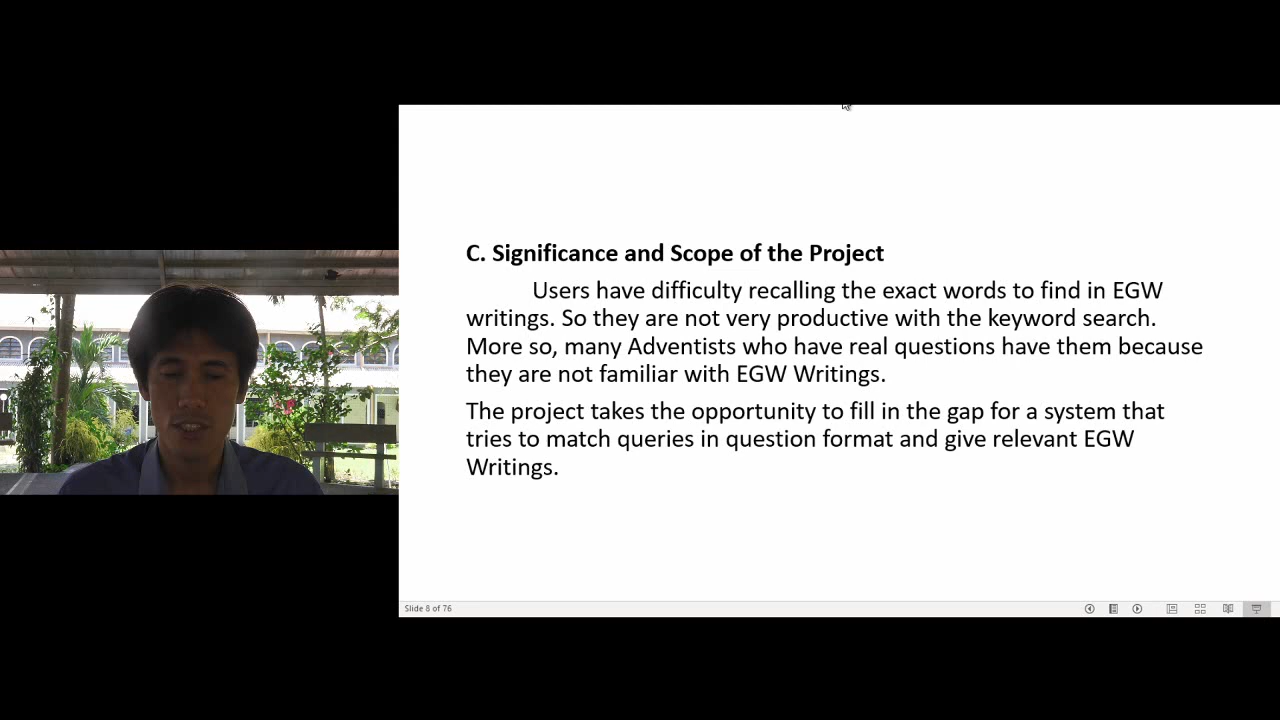 C. Significance and Scope of the Project
Users have difficulty recalling the exact words to find in EGW
writings. So they are not very productive with the keyword search.
More so, many Adventists who have real questions have them because
they are not familiar with EGW Writings.
The project takes the opportunity to fill in the gap for a system that
tries to match queries in question format and give relevant EGW
Writings.
Slide 8 of 76